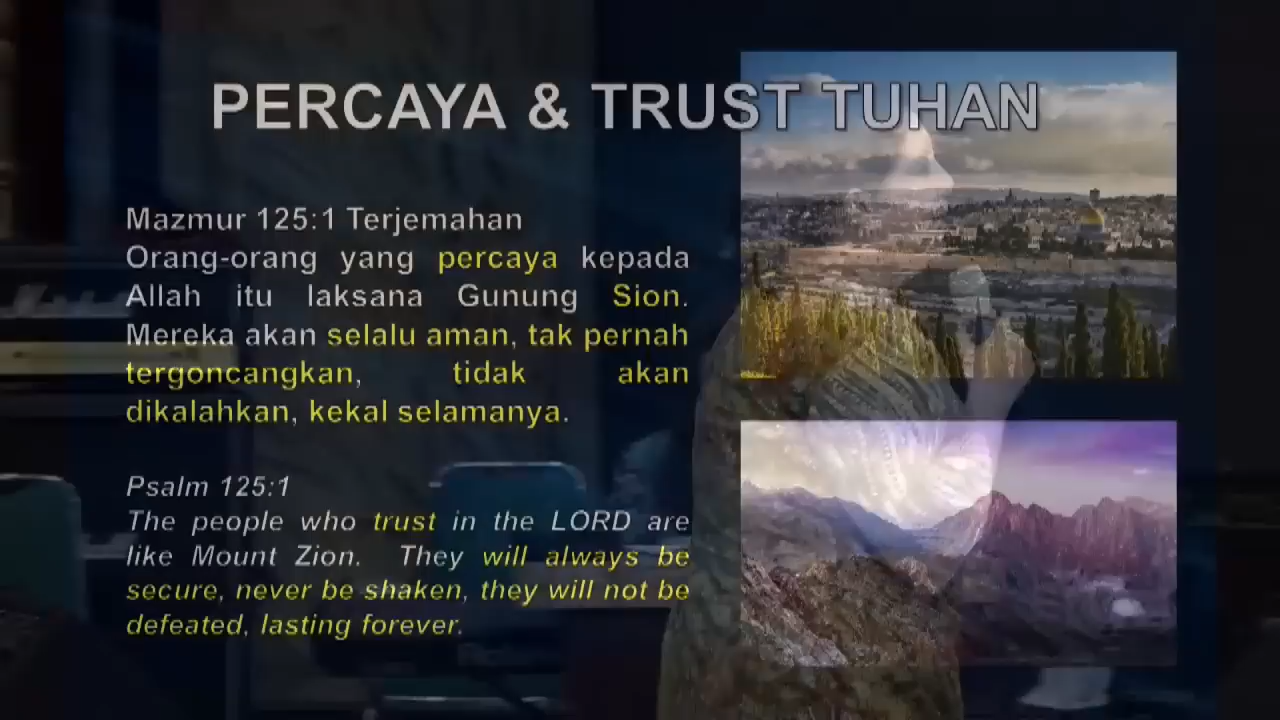 PERCAYA & TRUST TUHAN
Mazmur 125:1 Terjemahan
Orang-orang yang percaya kepada
Allah itu laksana Gunung Sion.
Mereka akan selalu aman, tak pernah
tergoncangkan, tidak akan
dikalahkan, kekal selamanya.
Psalm 125:1
The people who trust in the LORD are
like Mount Zion. They will always be
secure, never be shaken, they will not be
defeated, lasting forever.